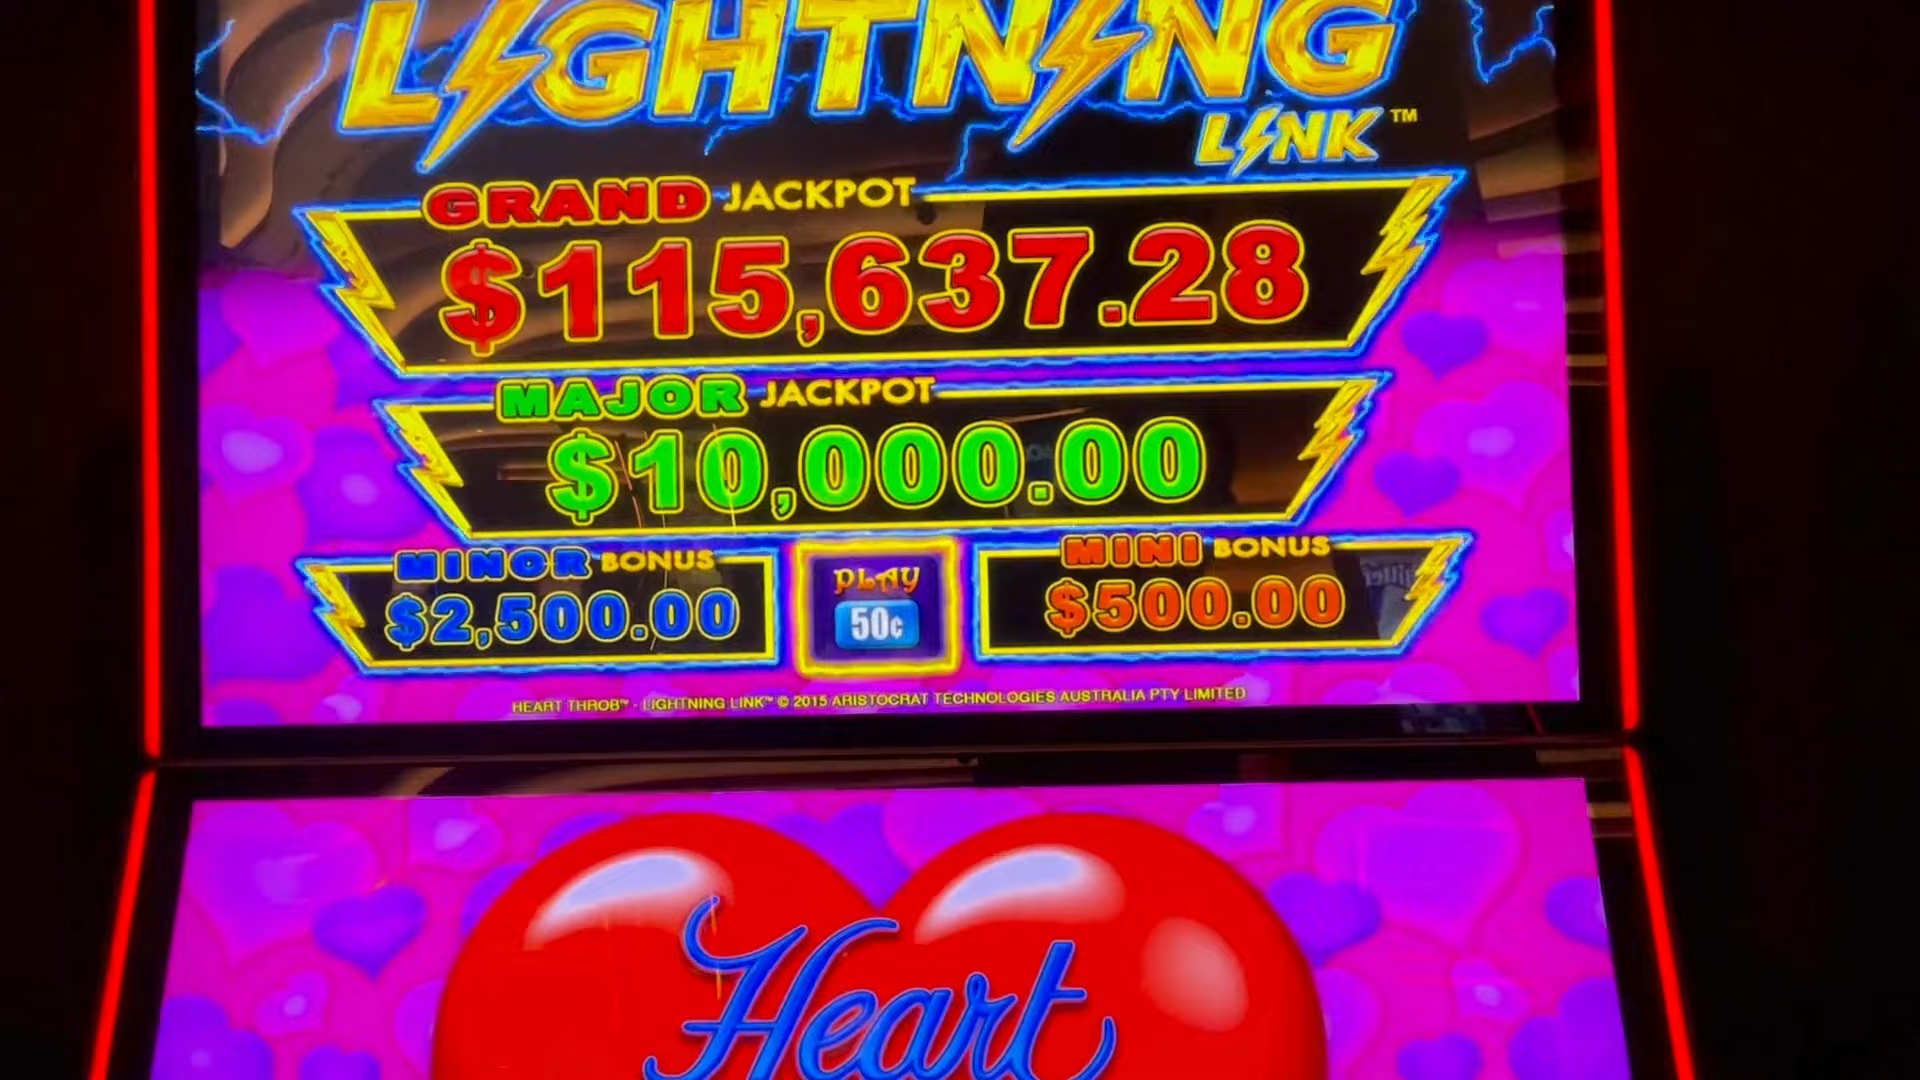 LIGHTNING
LINK™
GRAND JACKPOT
$115,637.28
MAJOR JACKPOT
$10,000.00
MINOR BONUS
$2,500.00
PLAY
50¢
MINI BONUS
$500.00
HEART THROB™ - LIGHTNING LINK™ © 2015 ARISTOCRAT TECHNOLOGIES AUSTRALIA PTY LIMITED
Heart